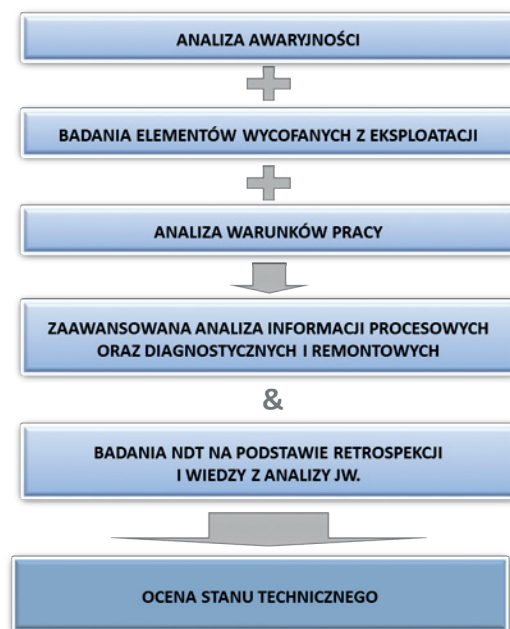 ANALIZA AWARYJNOŚCI
BADANIA ELEMENTÓW WYCOFANYCH Z EKSPLOATACJI
ANALIZA WARUNKÓW PRACY
ZAAWANSOWANA ANALIZA INFORMACJI PROCESOWYCH
ORAZ DIAGNOSTYCZNYCH I REMONTOWYCH
&
BADANIA NDT NA PODSTAWIE RETROSPEKCJI
I WIEDZY Z ANALIZY JW.
OCENA STANU TECHNICZNEGO